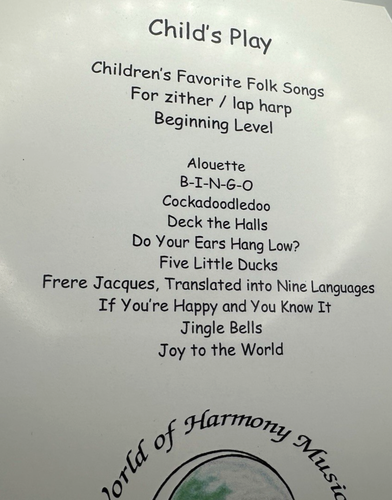 Child's Play
Children's Favorite Folk Songs
For zither / lap harp
Beginning Level
Alouette
B-I-N-G-O
Cockadoodledoo
Deck the Halls
Do Your Ears Hang Low?
Five Little Ducks
Frere Jacques, Translated into Nine Languages
If You're Happy and You Know It
Jingle Bells
Joy to the World
orld of Harmony Music